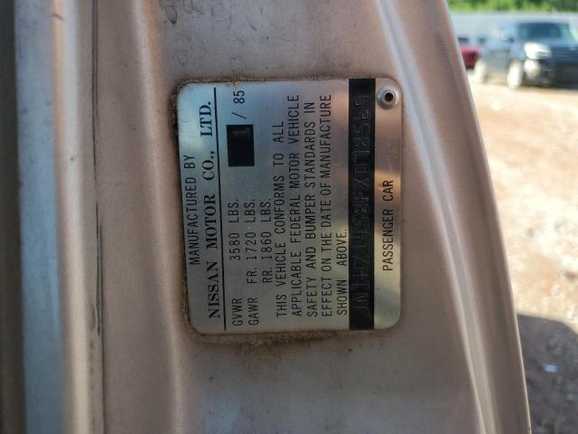 MANUFACTURED BY
NISSAN MOTOR CO., LTD.
1 / 85
GVWR 3580 LBS.
GAWR FR. 1720 LBS.
RR. 1860 LBS.
THIS VEHICLE CONFORMS TO ALL
APPLICABLE FEDERAL MOTOR VEHICLE
SAFETY AND BUMPER STANDARDS IN
EFFECT ON THE DATE OF MANUFACTURE
SHOWN ABOVE.
PASSENGER CAR